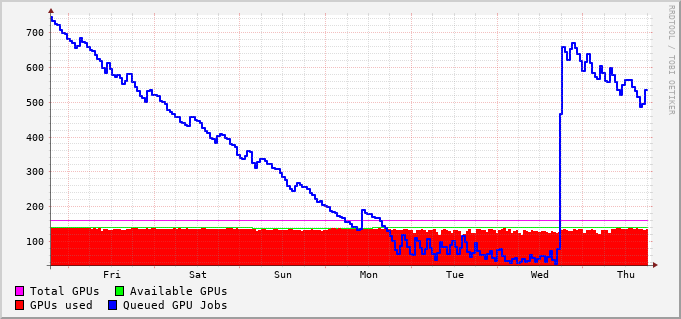 700
600
500
400
300
200
100
Fri Sat Sun Mon Tue Wed Thu
Total GPUs Available GPUs
GPUs used Queued GPU Jobs
RRDTOOL / TOBI OETIKER